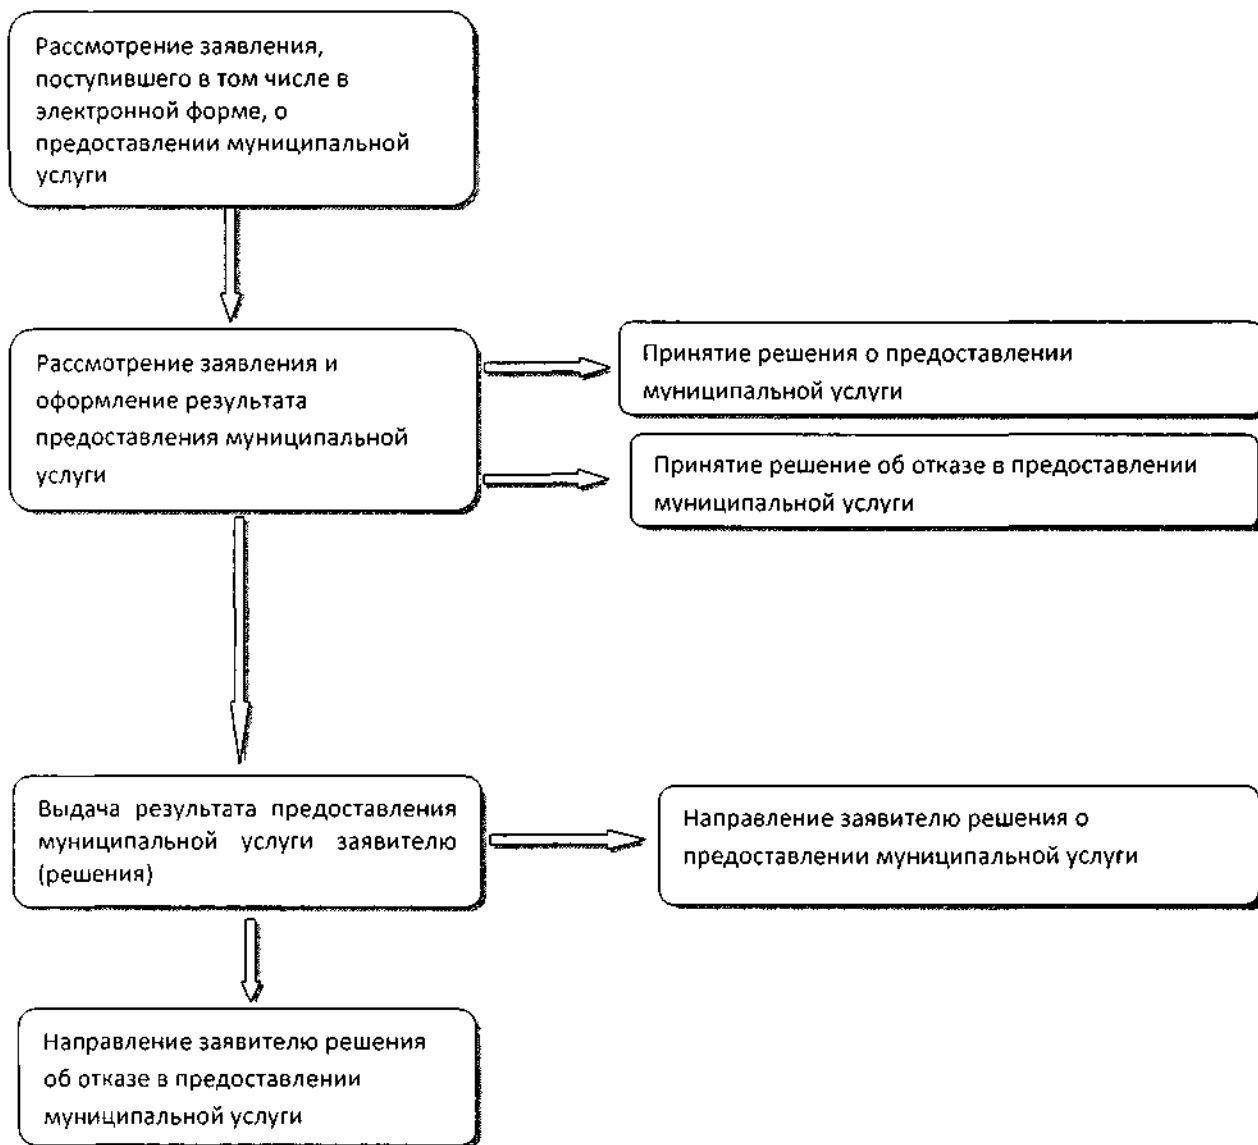 Рассмотрение заявления,
поступившего в том числе в
электронной форме, о
предоставлении муниципальной
услуги
Рассмотрение заявления и
оформление результата
предоставления муниципальной
услуги
Принятие решения о предоставлении
муниципальной услуги
Принятие решение об отказе в предоставлении
муниципальной услуги
Выдача результата предоставления
муниципальной услуги заявителю
(решения)
Направление заявителю решения о
предоставлении муниципальной услуги
Направление заявителю решения
об отказе в предоставлении
муниципальной услуги